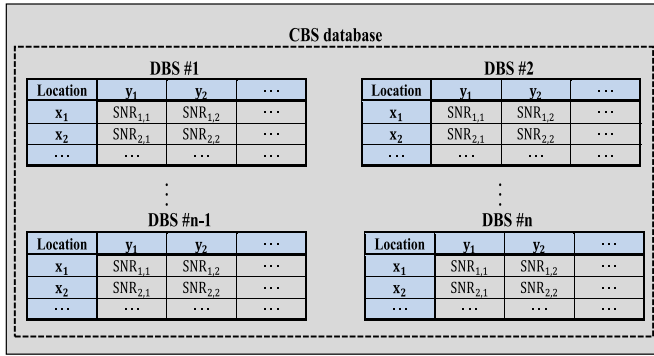 CBS database
DBS #1
Location y₁ y₂ ⋯
x₁ SNR₁,₁ SNR₁,₂ ⋯
x₂ SNR₂,₁ SNR₂,₂ ⋯
⋯ ⋯ ⋯ ⋯
DBS #2
Location y₁ y₂ ⋯
x₁ SNR₁,₁ SNR₁,₂ ⋯
x₂ SNR₂,₁ SNR₂,₂ ⋯
⋯ ⋯ ⋯ ⋯
⋮ ⋮
DBS #n-1
Location y₁ y₂ ⋯
x₁ SNR₁,₁ SNR₁,₂ ⋯
x₂ SNR₂,₁ SNR₂,₂ ⋯
⋯ ⋯ ⋯ ⋯
DBS #n
Location y₁ y₂ ⋯
x₁ SNR₁,₁ SNR₁,₂ ⋯
x₂ SNR₂,₁ SNR₂,₂ ⋯
⋯ ⋯ ⋯ ⋯